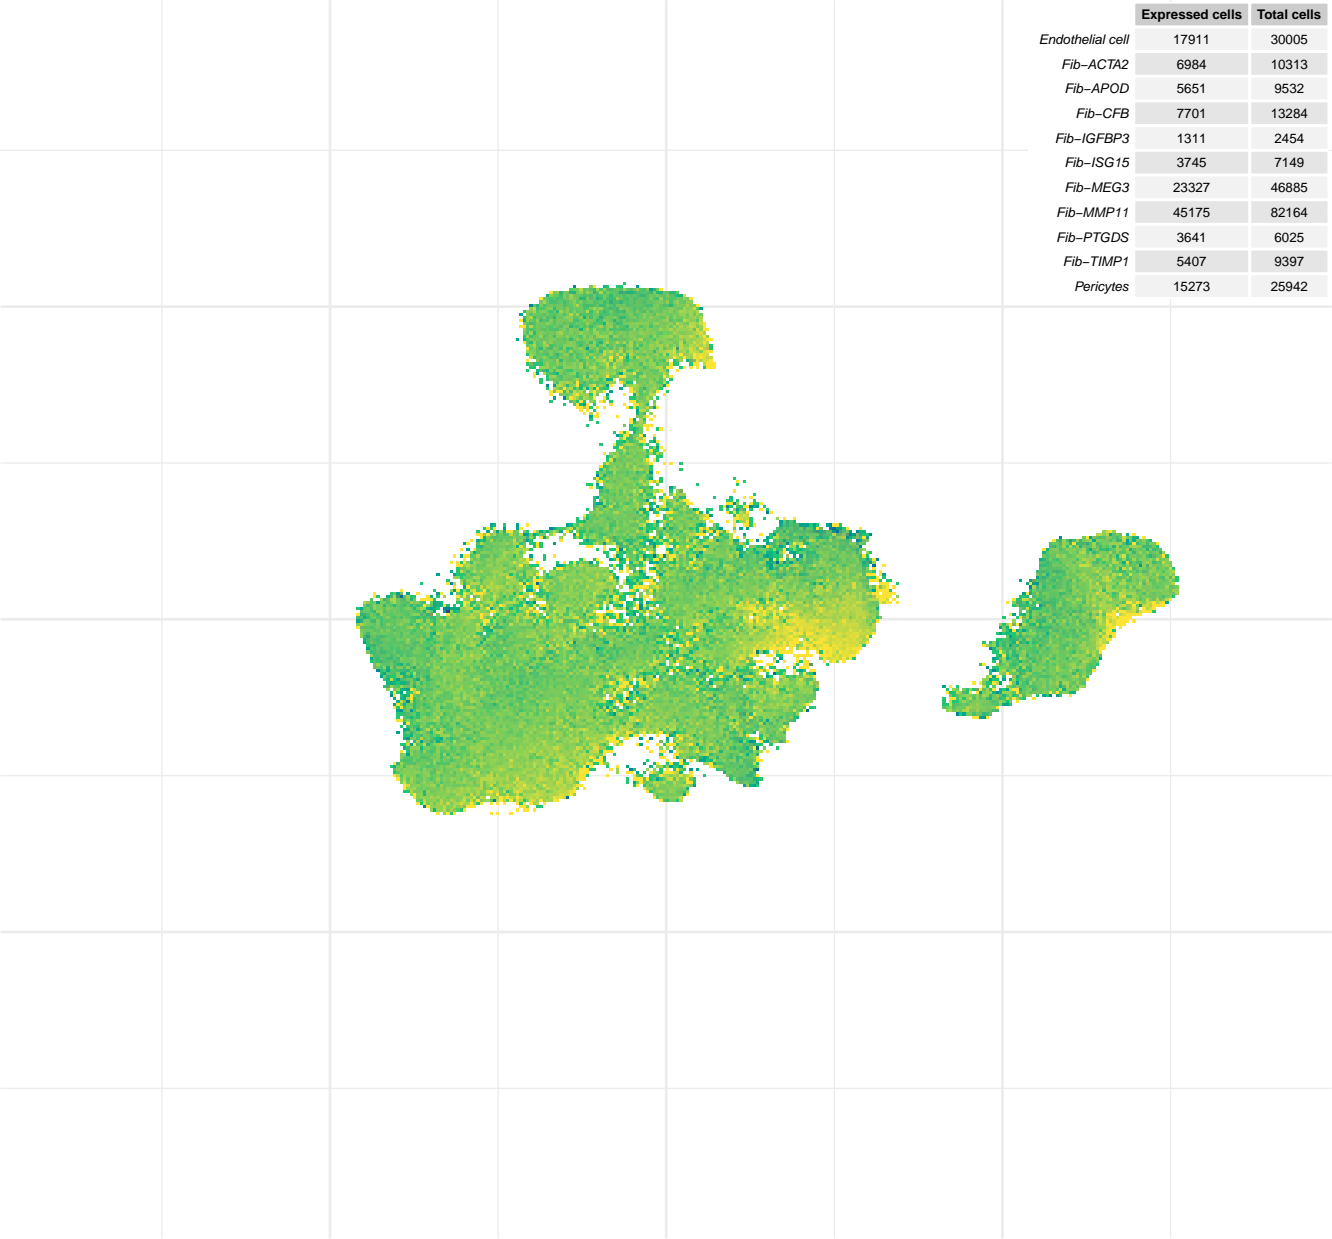 Expressed cells Total cells
Endothelial cell 17911 30005
Fib−ACTA2 6984 10313
Fib−APOD 5651 9532
Fib−CFB 7701 13284
Fib−IGFBP3 1311 2454
Fib−ISG15 3745 7149
Fib−MEG3 23327 46885
Fib−MMP11 45175 82164
Fib−PTGDS 3641 6025
Fib−TIMP1 5407 9397
Pericytes 15273 25942